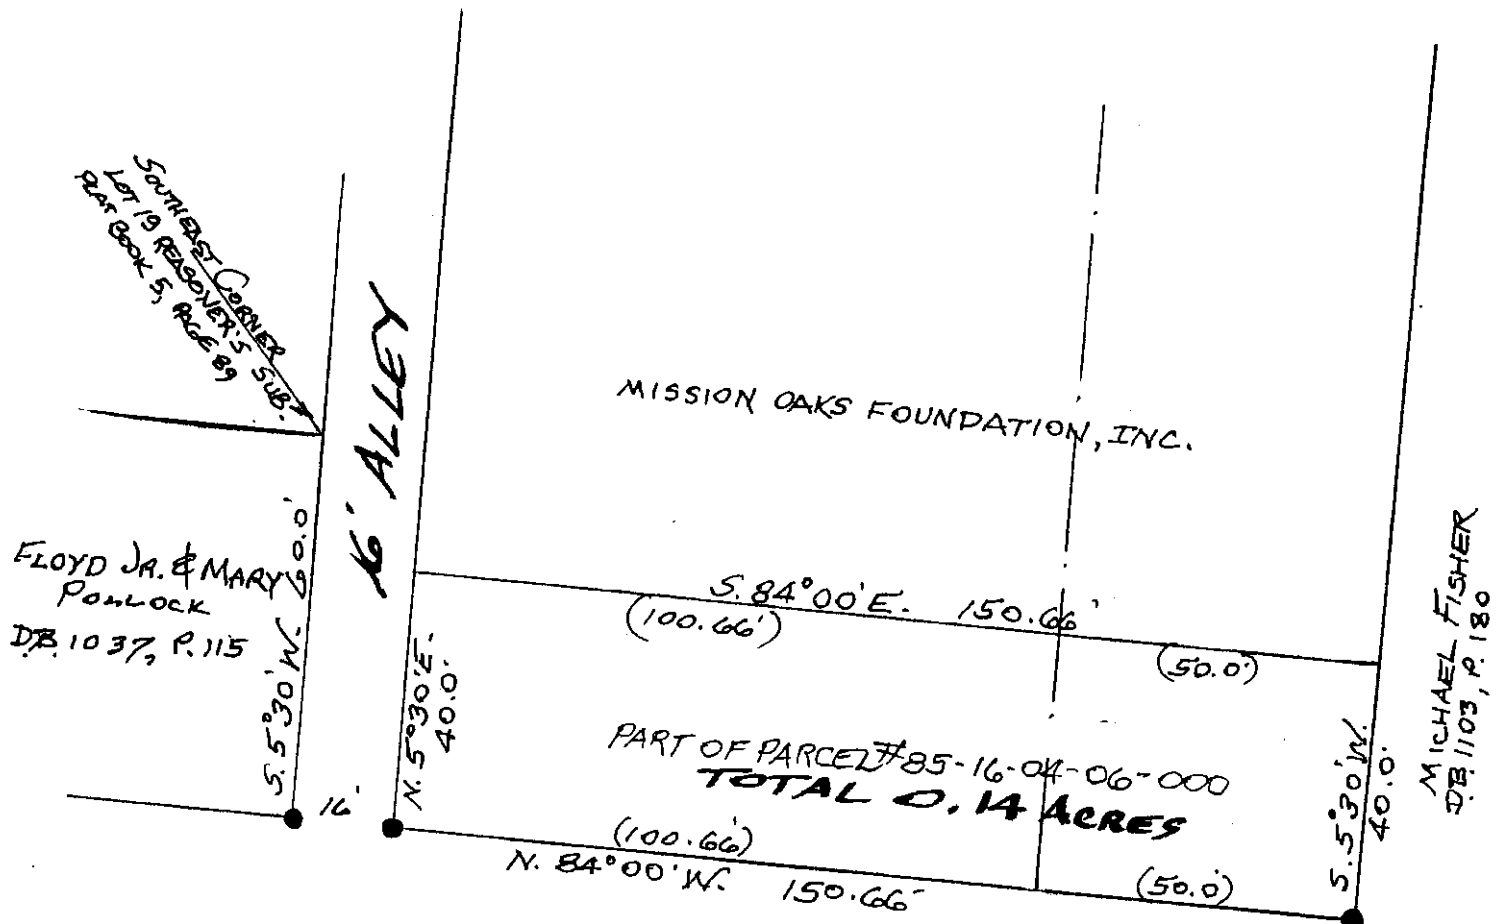 SOUTHEAST CORNER
LOT 19 REASONER'S SUB.
PLAT BOOK 5, PAGE 89
16' ALLEY
MISSION OAKS FOUNDATION, INC.
FLOYD JR. & MARY
POLLOCK
DB. 1037, P. 115
S. 5°30'W. 60.0'
16'
N. 5°30'E.
40.0'
S. 84°00'E. 150.66'
(100.66')
(50.0')
PART OF PARCEL #85-16-04-06-000
TOTAL 0.14 ACRES
(100.66')
N. 84°00'W. 150.66'
(50.0')
S. 5°30'W.
40.0'
MICHAEL FISHER
DB. 1103, P. 180